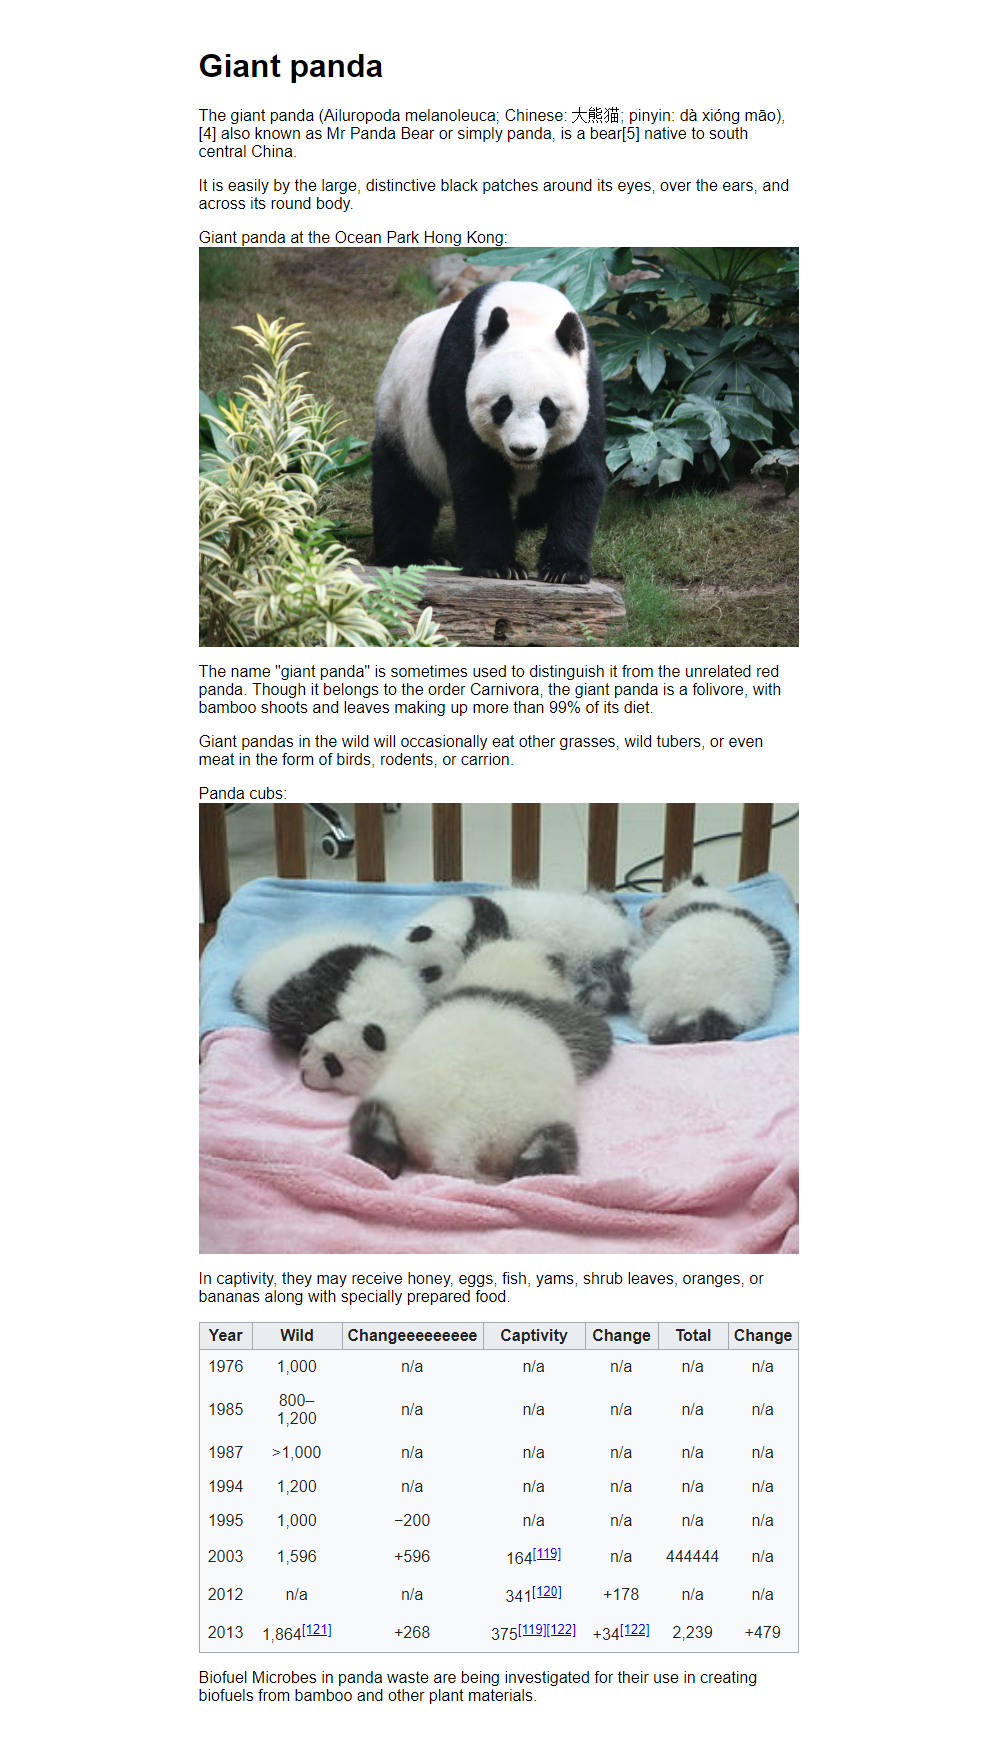 Giant panda
The giant panda (Ailuropoda melanoleuca; Chinese: 大熊猫; pinyin: dà xióng māo),
[4] also known as Mr Panda Bear or simply panda, is a bear[5] native to south
central China.
It is easily by the large, distinctive black patches around its eyes, over the ears, and
across its round body.
Giant panda at the Ocean Park Hong Kong:
The name "giant panda" is sometimes used to distinguish it from the unrelated red
panda. Though it belongs to the order Carnivora, the giant panda is a folivore, with
bamboo shoots and leaves making up more than 99% of its diet.
Giant pandas in the wild will occasionally eat other grasses, wild tubers, or even
meat in the form of birds, rodents, or carrion.
Panda cubs:
In captivity, they may receive honey, eggs, fish, yams, shrub leaves, oranges, or
bananas along with specially prepared food.
Year Wild Changeeeeeeeee Captivity Change Total Change
1976 1,000 n/a n/a n/a n/a n/a
1985 800–1,200 n/a n/a n/a n/a n/a
1987 >1,000 n/a n/a n/a n/a n/a
1994 1,200 n/a n/a n/a n/a n/a
1995 1,000 −200 n/a n/a n/a n/a
2003 1,596 +596 164[119] n/a 444444 n/a
2012 n/a n/a 341[120] +178 n/a n/a
2013 1,864[121] +268 375[119][122] +34[122] 2,239 +479
Biofuel Microbes in panda waste are being investigated for their use in creating
biofuels from bamboo and other plant materials.